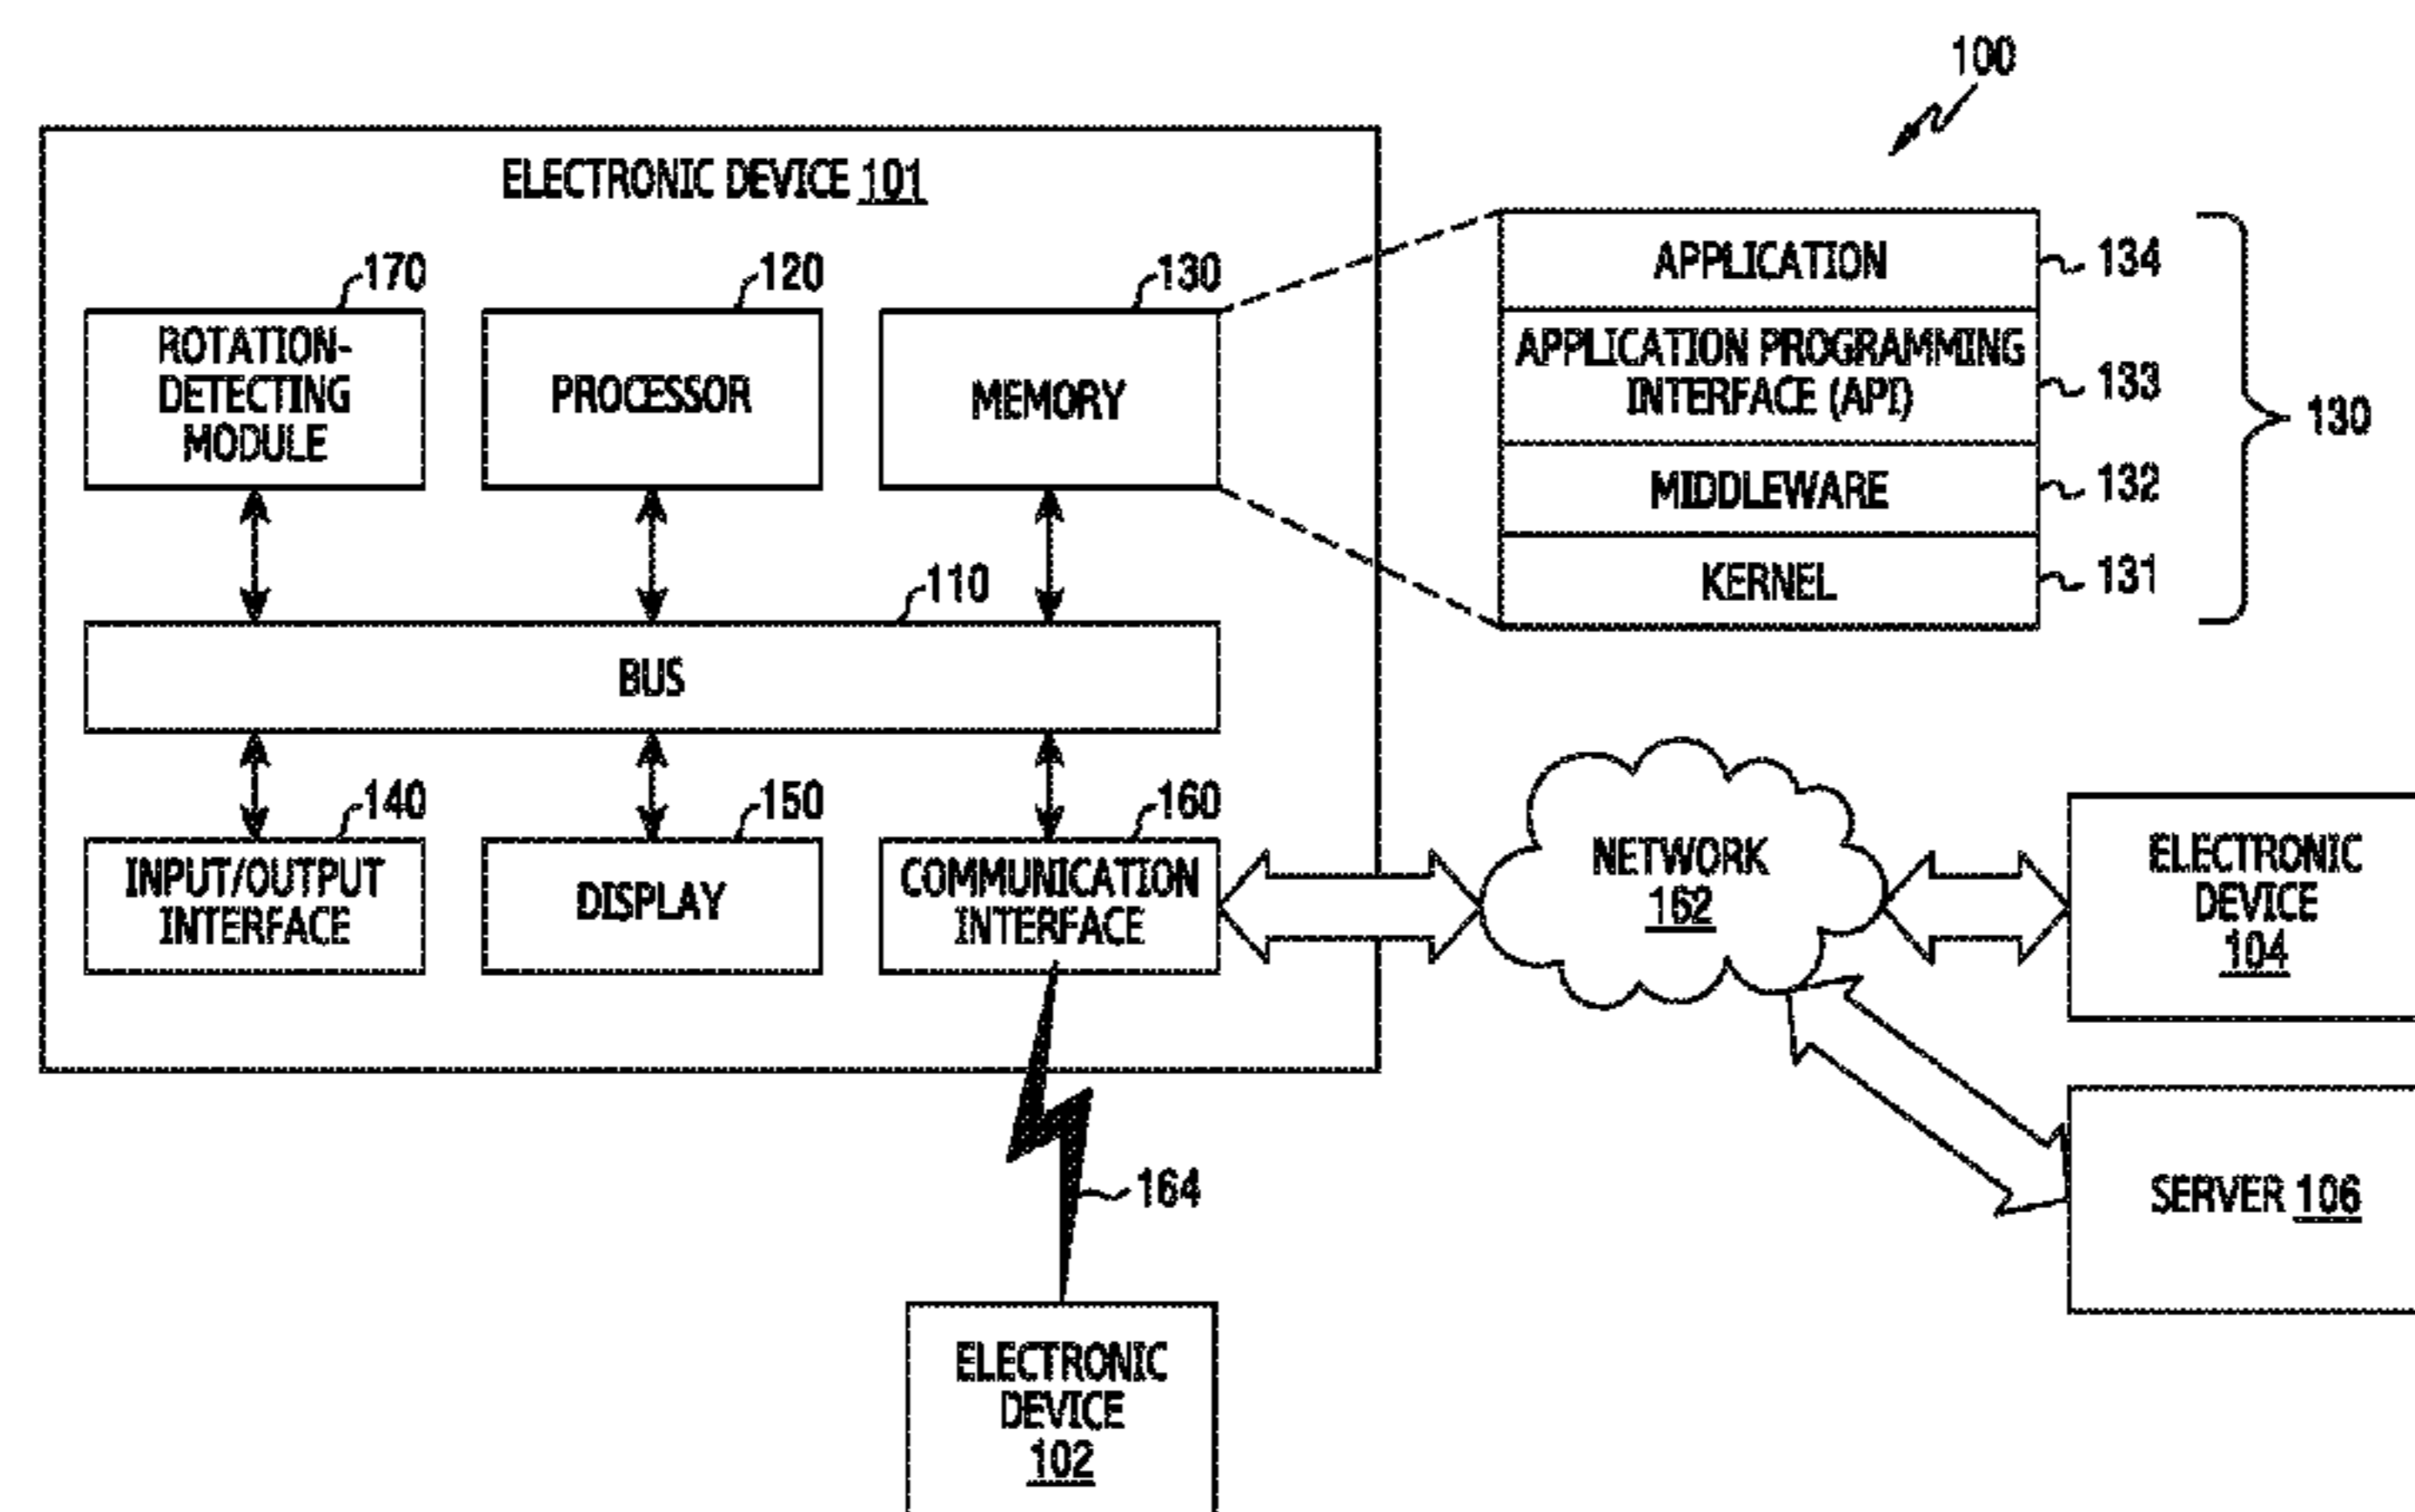 100
ELECTRONIC DEVICE 101
170
120
130
ROTATION-
DETECTING
MODULE
PROCESSOR
MEMORY
APPLICATION
134
APPLICATION PROGRAMMING
INTERFACE (API)
133
MIDDLEWARE
132
KERNEL
131
130
110
BUS
140
150
160
INPUT/OUTPUT
INTERFACE
DISPLAY
COMMUNICATION
INTERFACE
NETWORK
162
ELECTRONIC
DEVICE
104
164
SERVER 106
ELECTRONIC
DEVICE
102